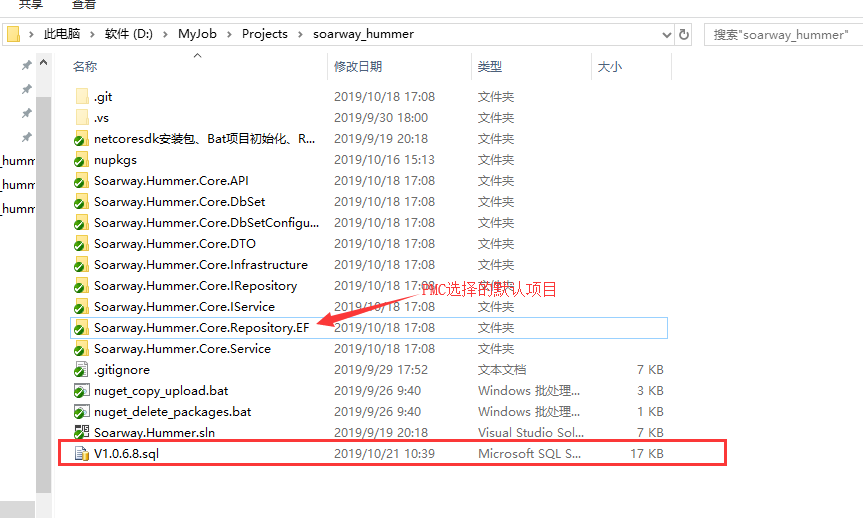 共享 查看
此电脑 软件 (D:) MyJob Projects soarway_hummer 搜索"soarway_hummer"
名称 修改日期 类型 大小
.git 2019/10/18 17:08 文件夹
.vs 2019/9/30 18:00 文件夹
netcoresdk安装包、Bat项目初始化、R... 2019/9/19 20:18 文件夹
nupkgs 2019/10/16 15:13 文件夹
_humm
Soarway.Hummer.Core.API 2019/10/18 17:08 文件夹
_humm
Soarway.Hummer.Core.DbSet 2019/10/18 17:08 文件夹
_humm
Soarway.Hummer.Core.DbSetConfigu... 2019/10/18 17:08 文件夹
Soarway.Hummer.Core.DTO 2019/10/18 17:08 文件夹
Soarway.Hummer.Core.Infrastructure 2019/10/18 17:08 文件夹
Soarway.Hummer.Core.IRepository 2019/10/18 17:08 文件夹
PMC选择的默认项目
Soarway.Hummer.Core.IService 2019/10/18 17:08 文件夹
Soarway.Hummer.Core.Repository.EF 2019/10/18 17:08 文件夹
Soarway.Hummer.Core.Service 2019/10/18 17:08 文件夹
.gitignore 2019/9/29 17:52 文本文档 7 KB
nuget_copy_upload.bat 2019/9/26 9:40 Windows 批处理... 3 KB
nuget_delete_packages.bat 2019/9/26 9:40 Windows 批处理... 1 KB
Soarway.Hummer.sln 2019/9/19 20:18 Visual Studio Sol... 7 KB
V1.0.6.8.sql 2019/10/21 10:39 Microsoft SQL S... 17 KB